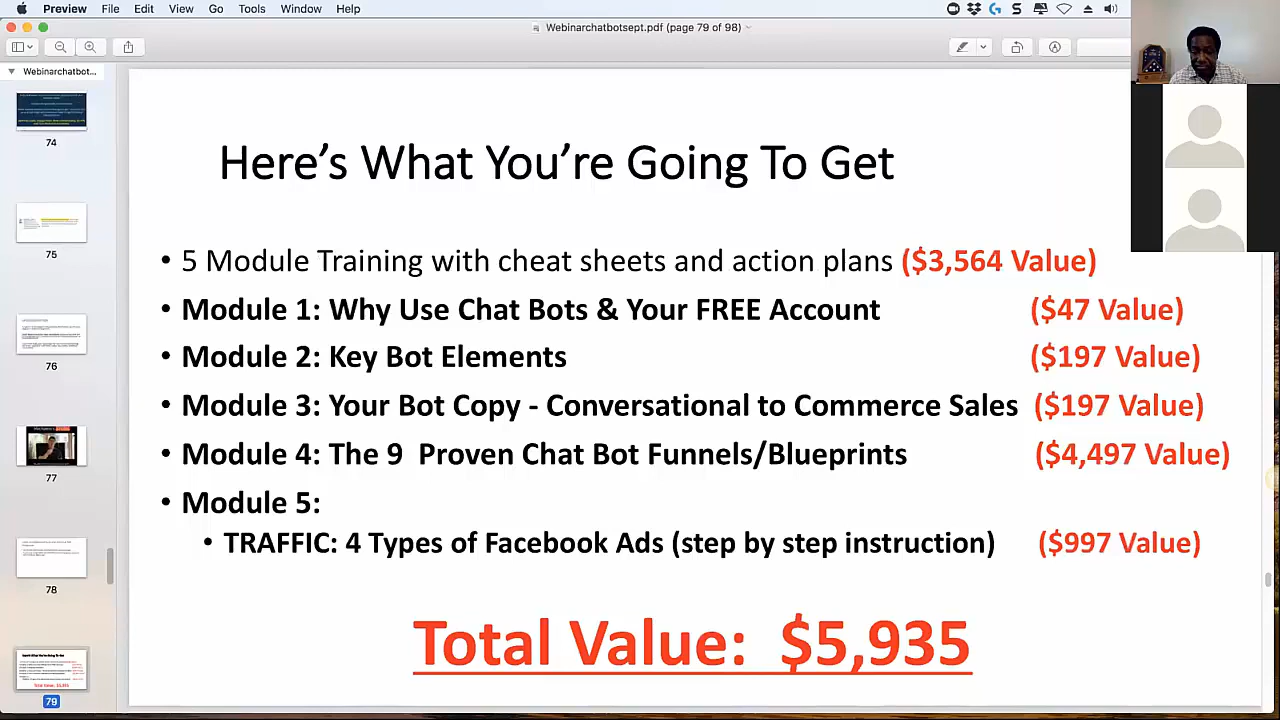 Preview File Edit View Go Tools Window Help
Webinarchatbotsept.pdf (page 79 of 98)
Webinarchatbot...
74
75
76
77
78
79
Here’s What You’re Going To Get
• 5 Module Training with cheat sheets and action plans ($3,564 Value)
• Module 1: Why Use Chat Bots & Your FREE Account ($47 Value)
• Module 2: Key Bot Elements ($197 Value)
• Module 3: Your Bot Copy - Conversational to Commerce Sales ($197 Value)
• Module 4: The 9 Proven Chat Bot Funnels/Blueprints ($4,497 Value)
• Module 5:
• TRAFFIC: 4 Types of Facebook Ads (step by step instruction) ($997 Value)
Total Value: $5,935